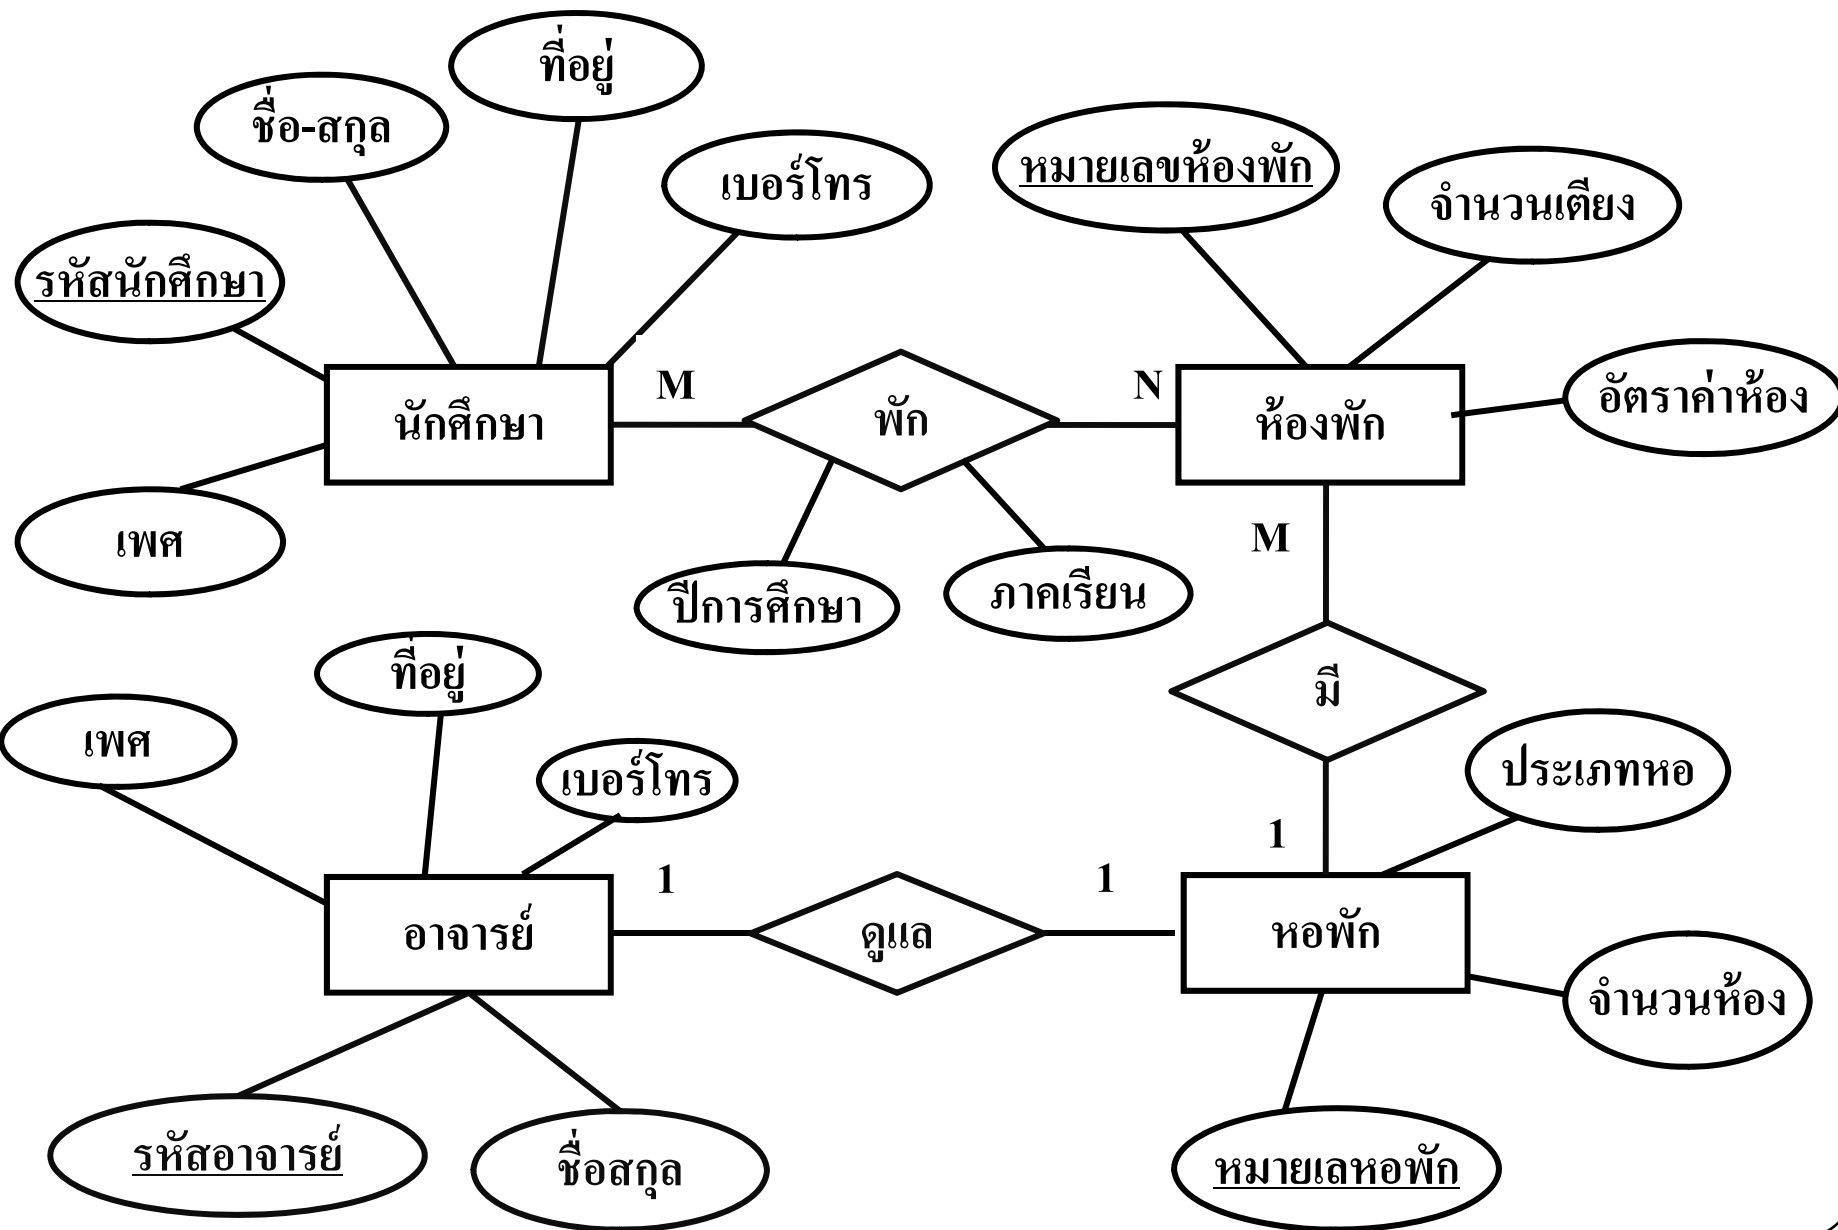 ที่อยู่
ชื่อ-สกุล
เบอร์โทร
หมายเลขห้องพัก
จำนวนเตียง
รหัสนักศึกษา
นักศึกษา
M
พัก
N
ห้องพัก
อัตราค่าห้อง
เพศ
ปีการศึกษา
ภาคเรียน
M
มี
ที่อยู่
เพศ
เบอร์โทร
ประเภทหอ
1
อาจารย์
1
ดูแล
1
หอพัก
จำนวนห้อง
รหัสอาจารย์
ชื่อสกุล
หมายเลหอพัก